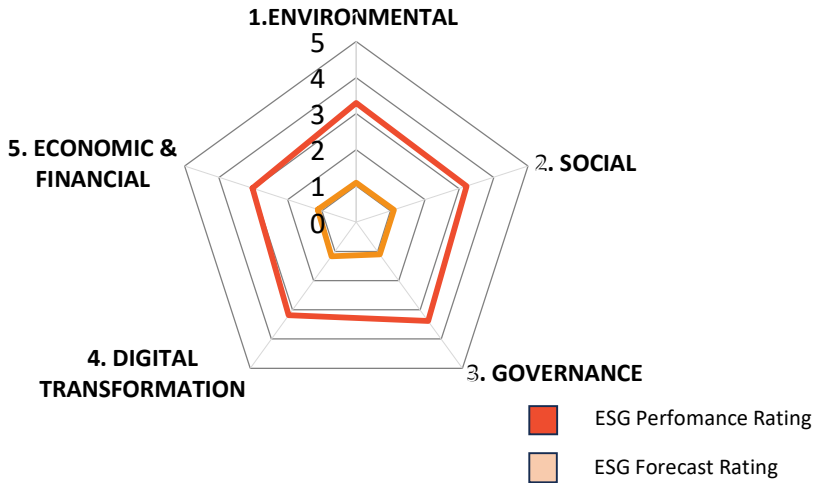 1.ENVIRONMENTAL
5
4
3
2
1
0
5. ECONOMIC &
FINANCIAL
2. SOCIAL
4. DIGITAL
TRANSFORMATION
3. GOVERNANCE
ESG Perfomance Rating
ESG Forecast Rating